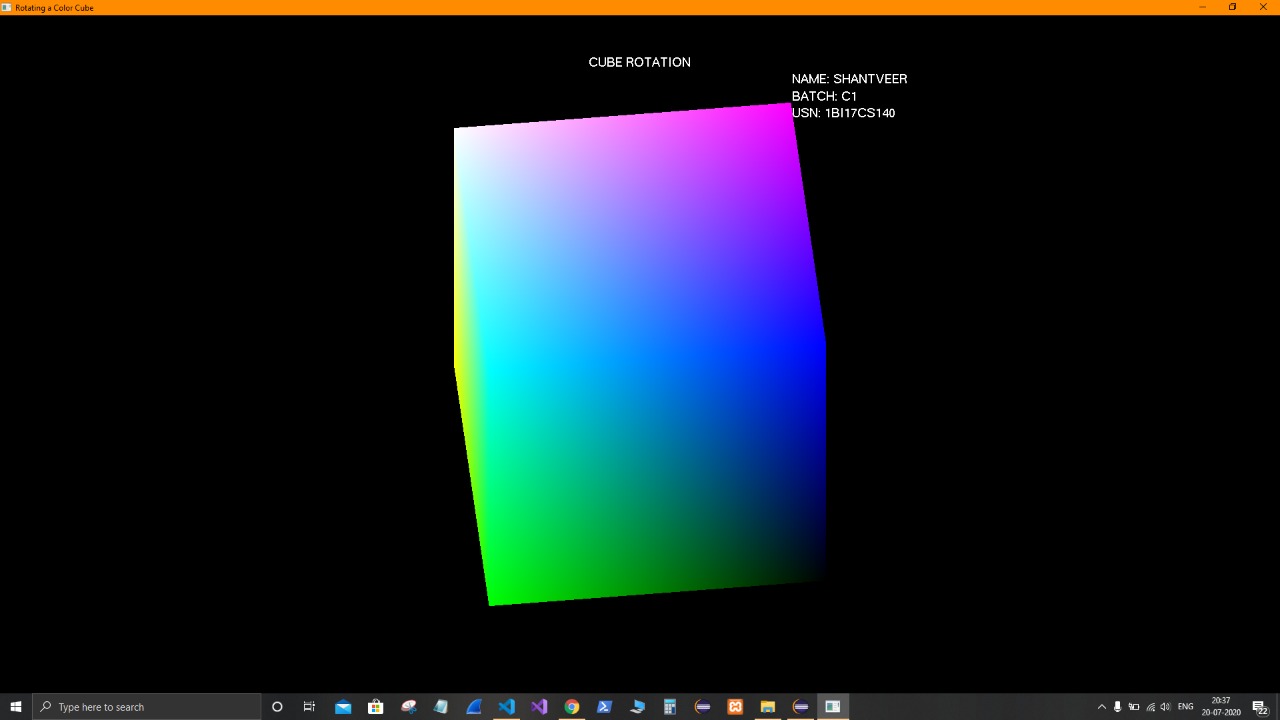 Rotating a Color Cube
CUBE ROTATION
NAME: SHANTVEER
BATCH: C1
USN: 1BI17CS140
Type here to search
ENG
20:37
20-07-2020
22